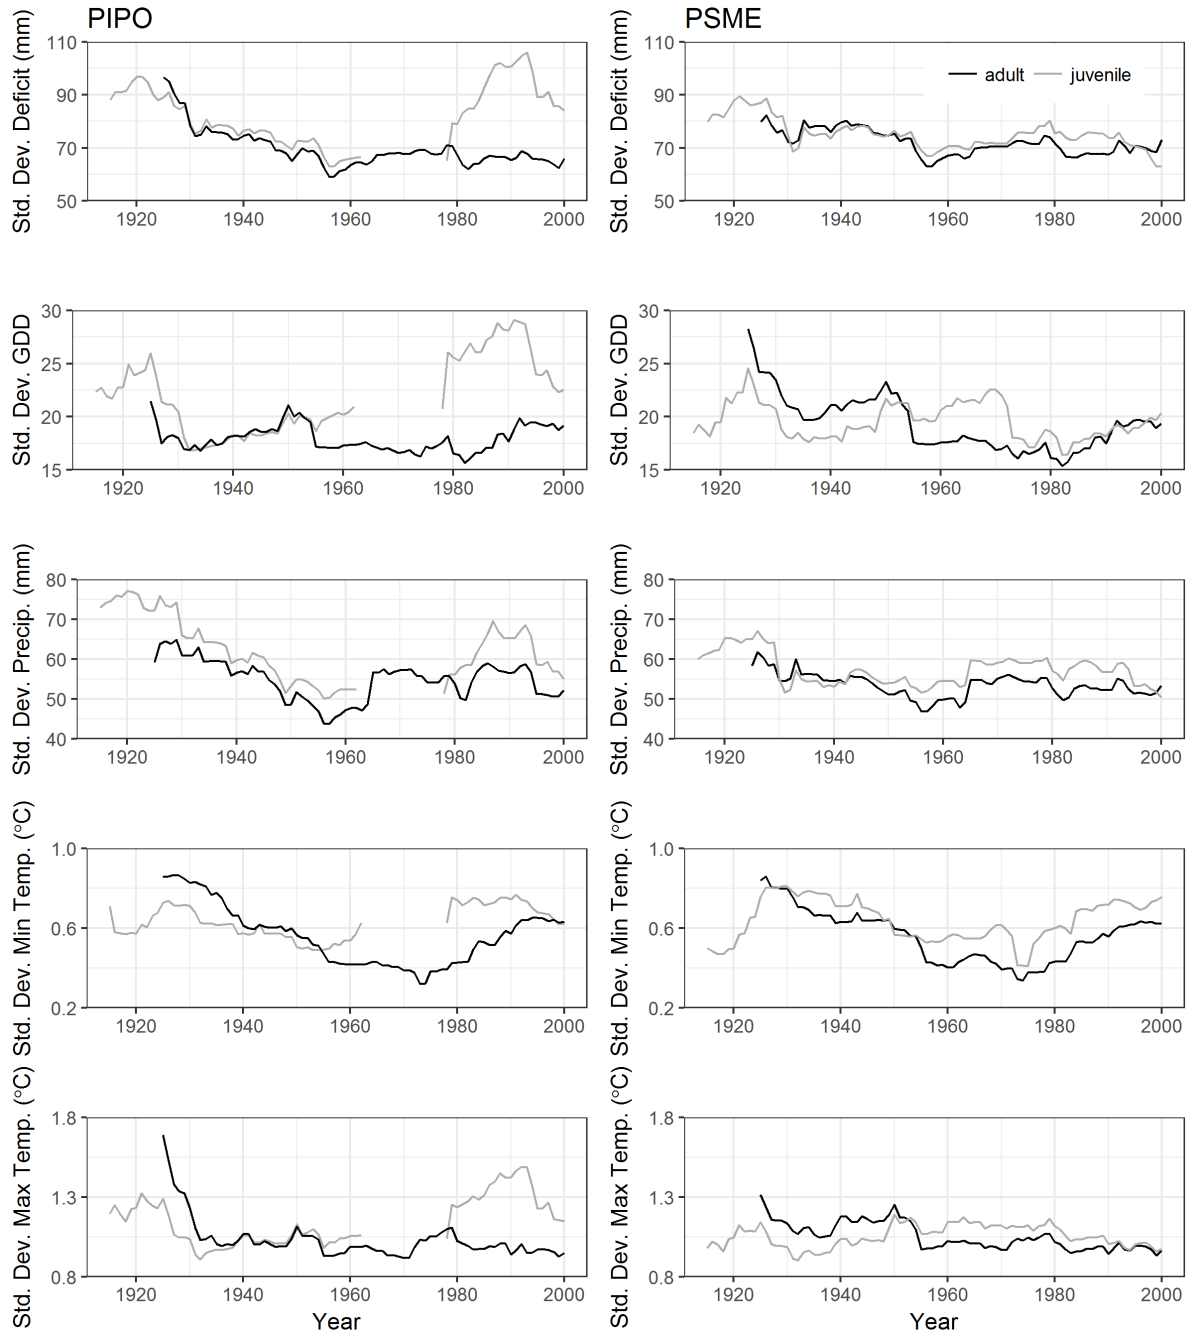 PIPO
PSME
Std. Dev. Deficit (mm)
110
90
70
50
1920 1940 1960 1980 2000
Std. Dev. Deficit (mm)
110
90
70
50
adult juvenile
1920 1940 1960 1980 2000
Std. Dev. GDD
30
25
20
15
1920 1940 1960 1980 2000
Std. Dev. GDD
30
25
20
15
1920 1940 1960 1980 2000
Std. Dev. Precip. (mm)
80
70
60
50
40
1920 1940 1960 1980 2000
Std. Dev. Precip. (mm)
80
70
60
50
40
1920 1940 1960 1980 2000
Std. Dev. Min Temp. (°C)
1.0
0.6
0.2
1920 1940 1960 1980 2000
Std. Dev. Min Temp. (°C)
1.0
0.6
0.2
1920 1940 1960 1980 2000
Std. Dev. Max Temp. (°C)
1.8
1.3
0.8
1920 1940 1960 1980 2000
Year
Std. Dev. Max Temp. (°C)
1.8
1.3
0.8
1920 1940 1960 1980 2000
Year